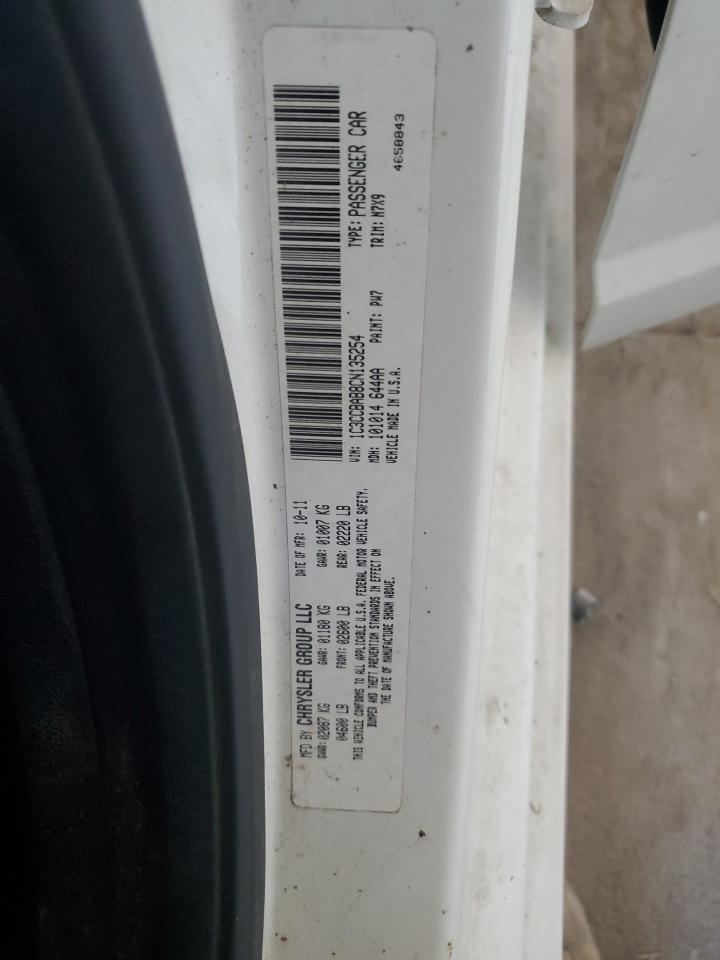 MFD BY CHRYSLER GROUP LLC DATE OF MFR: 10-11
GVWR: 02087 KG GAWR: 01180 KG GAWR: 01007 KG
04600 LB FRONT: 02600 LB REAR: 02220 LB
THIS VEHICLE CONFORMS TO ALL APPLICABLE U.S.A. FEDERAL MOTOR VEHICLE SAFETY,
BUMPER AND THEFT PREVENTION STANDARDS IN EFFECT ON
THE DATE OF MANUFACTURE SHOWN ABOVE.
VIN: 1C3CCBAB8CN135254 TYPE: PASSENGER CAR
MDH: 101014 644AA PAINT: PW7 TRIM: M7X9
VEHICLE MADE IN U.S.A.
4658843